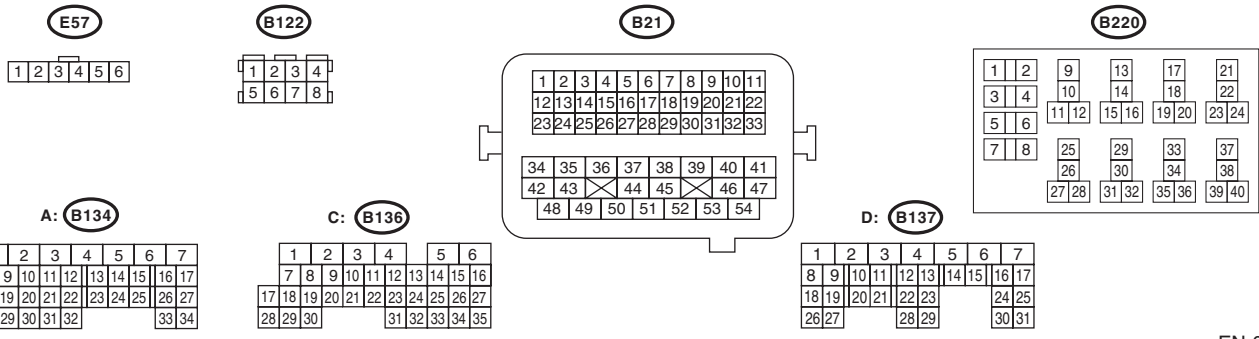 E57 B122 B21 B220
1 2 3 4 5 6
1 2 3 4
5 6 7 8
1 2 3 4 5 6 7 8 9 10 11
12 13 14 15 16 17 18 19 20 21 22
23 24 25 26 27 28 29 30 31 32 33
34 35 36 37 38 39 40 41
42 43 44 45 46 47
48 49 50 51 52 53 54
1 2 9 13 17 21
3 4 10 14 18 22
11 12 15 16 19 20 23 24
5 6
7 8 25 29 33 37
26 30 34 38
27 28 31 32 35 36 39 40
A: B134
2 3 4 5 6 7
9 10 11 12 13 14 15 16 17
19 20 21 22 23 24 25 26 27
29 30 31 32 33 34
C: B136
1 2 3 4 5 6
7 8 9 10 11 12 13 14 15 16
17 18 19 20 21 22 23 24 25 26 27
28 29 30 31 32 33 34 35
D: B137
1 2 3 4 5 6 7
8 9 10 11 12 13 14 15 16 17
18 19 20 21 22 23 24 25
26 27 28 29 30 31